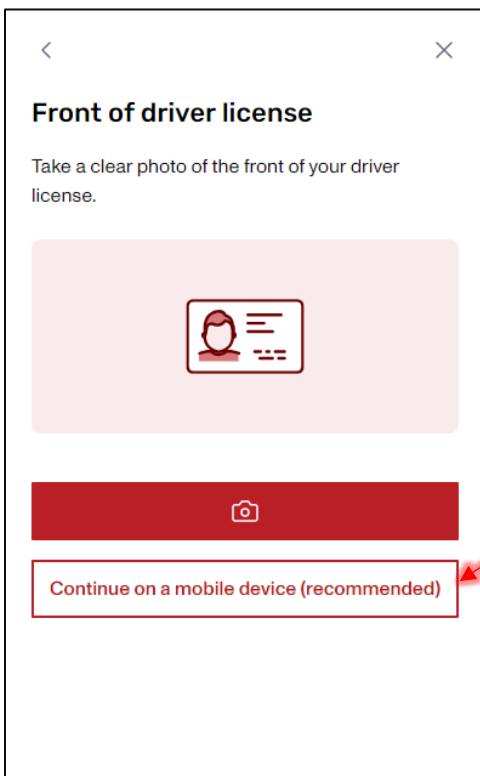 Front of driver license
Take a clear photo of the front of your driver
license.
Continue on a mobile device (recommended)